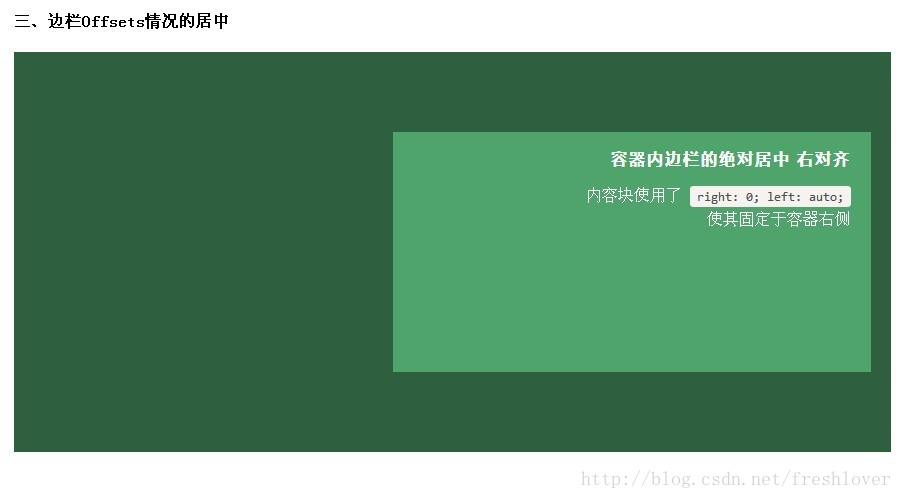 三、边栏Offsets情况的居中
容器内边栏的绝对居中 右对齐
内容块使用了 right: 0; left: auto;
使其固定于容器右侧
http://blog.csdn.net/freshlover